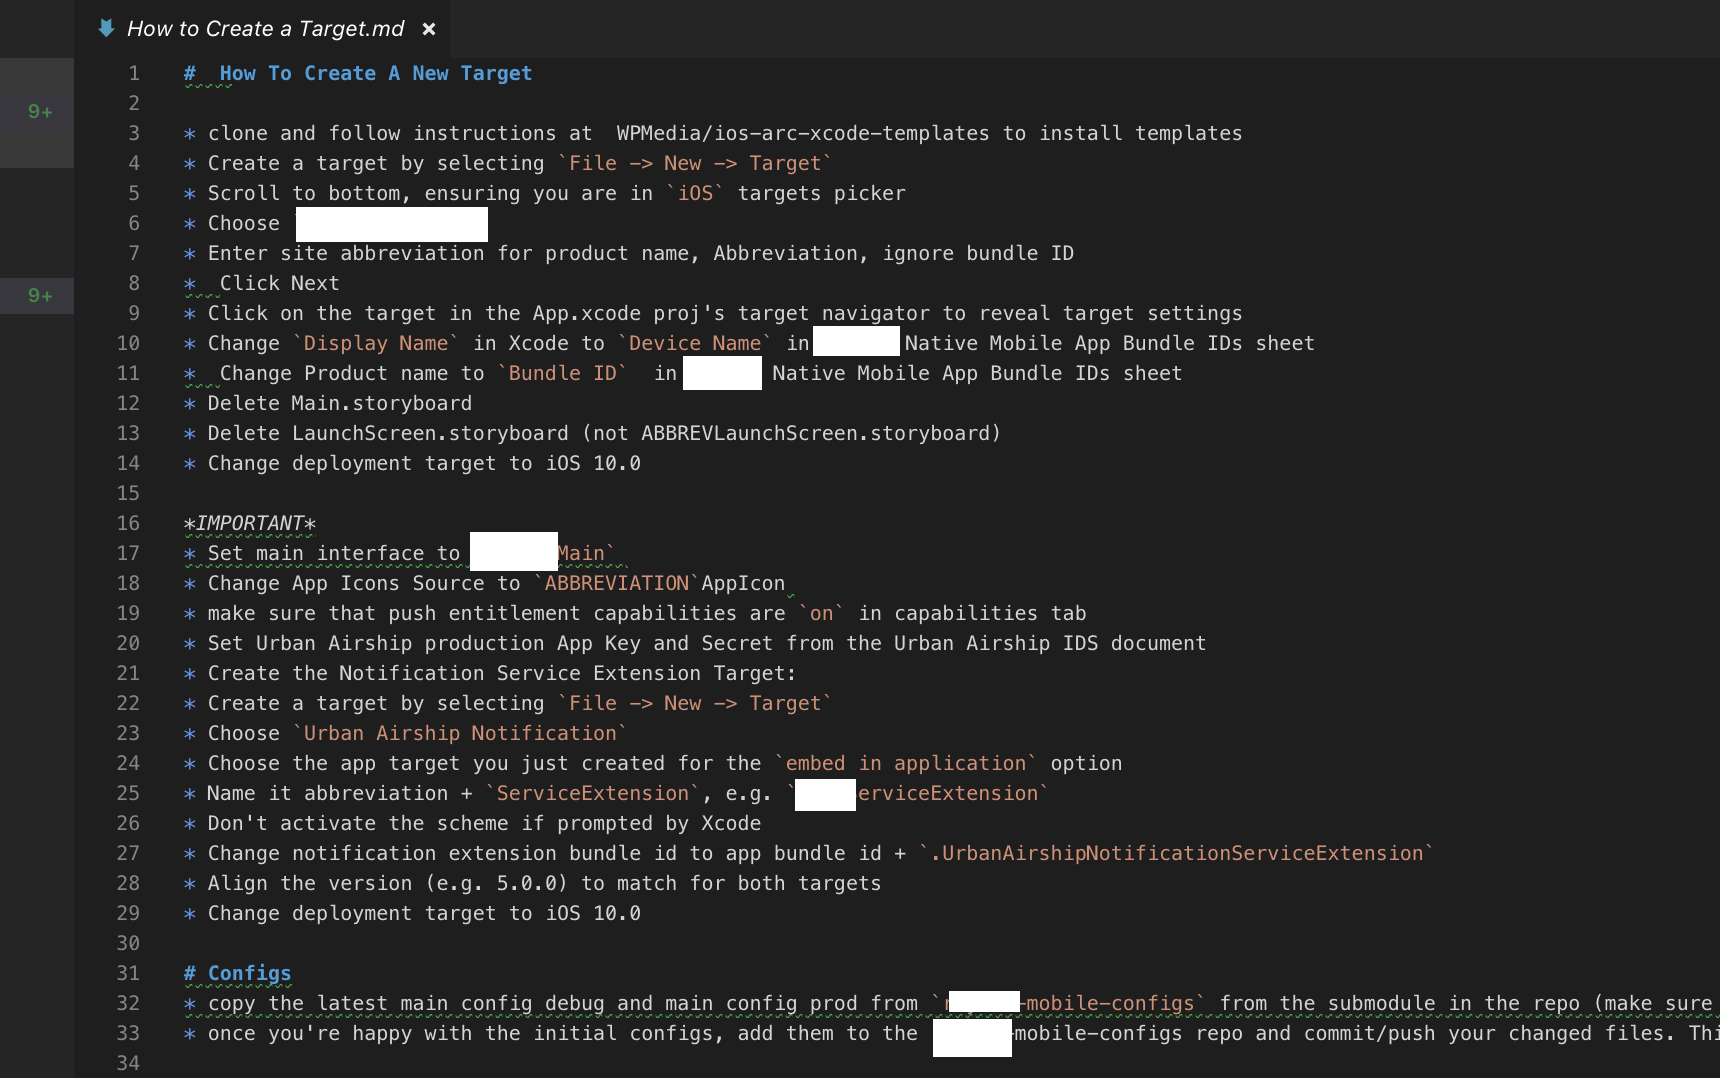 How to Create a Target.md ×
9+
9+
1 #  How To Create A New Target
2
3 * clone and follow instructions at  WPMedia/ios-arc-xcode-templates to install templates
4 * Create a target by selecting `File -> New -> Target`
5 * Scroll to bottom, ensuring you are in `iOS` targets picker
6 * Choose
7 * Enter site abbreviation for product name, Abbreviation, ignore bundle ID
8 *  Click Next
9 * Click on the target in the App.xcode proj's target navigator to reveal target settings
10 * Change `Display Name` in Xcode to `Device Name` in Native Mobile App Bundle IDs sheet
11 *  Change Product name to `Bundle ID`  in Native Mobile App Bundle IDs sheet
12 * Delete Main.storyboard
13 * Delete LaunchScreen.storyboard (not ABBREVLaunchScreen.storyboard)
14 * Change deployment target to iOS 10.0
15
16 *IMPORTANT*
17 * Set main interface to Main`
18 * Change App Icons Source to `ABBREVIATION`AppIcon
19 * make sure that push entitlement capabilities are `on` in capabilities tab
20 * Set Urban Airship production App Key and Secret from the Urban Airship IDS document
21 * Create the Notification Service Extension Target:
22 * Create a target by selecting `File -> New -> Target`
23 * Choose `Urban Airship Notification`
24 * Choose the app target you just created for the `embed in application` option
25 * Name it abbreviation + `ServiceExtension`, e.g. ` erviceExtension`
26 * Don't activate the scheme if prompted by Xcode
27 * Change notification extension bundle id to app bundle id + `.UrbanAirshipNotificationServiceExtension`
28 * Align the version (e.g. 5.0.0) to match for both targets
29 * Change deployment target to iOS 10.0
30
31 # Configs
32 * copy the latest main config debug and main config prod from `r -mobile-configs` from the submodule in the repo (make sure
33 * once you're happy with the initial configs, add them to the -mobile-configs repo and commit/push your changed files. Thi
34